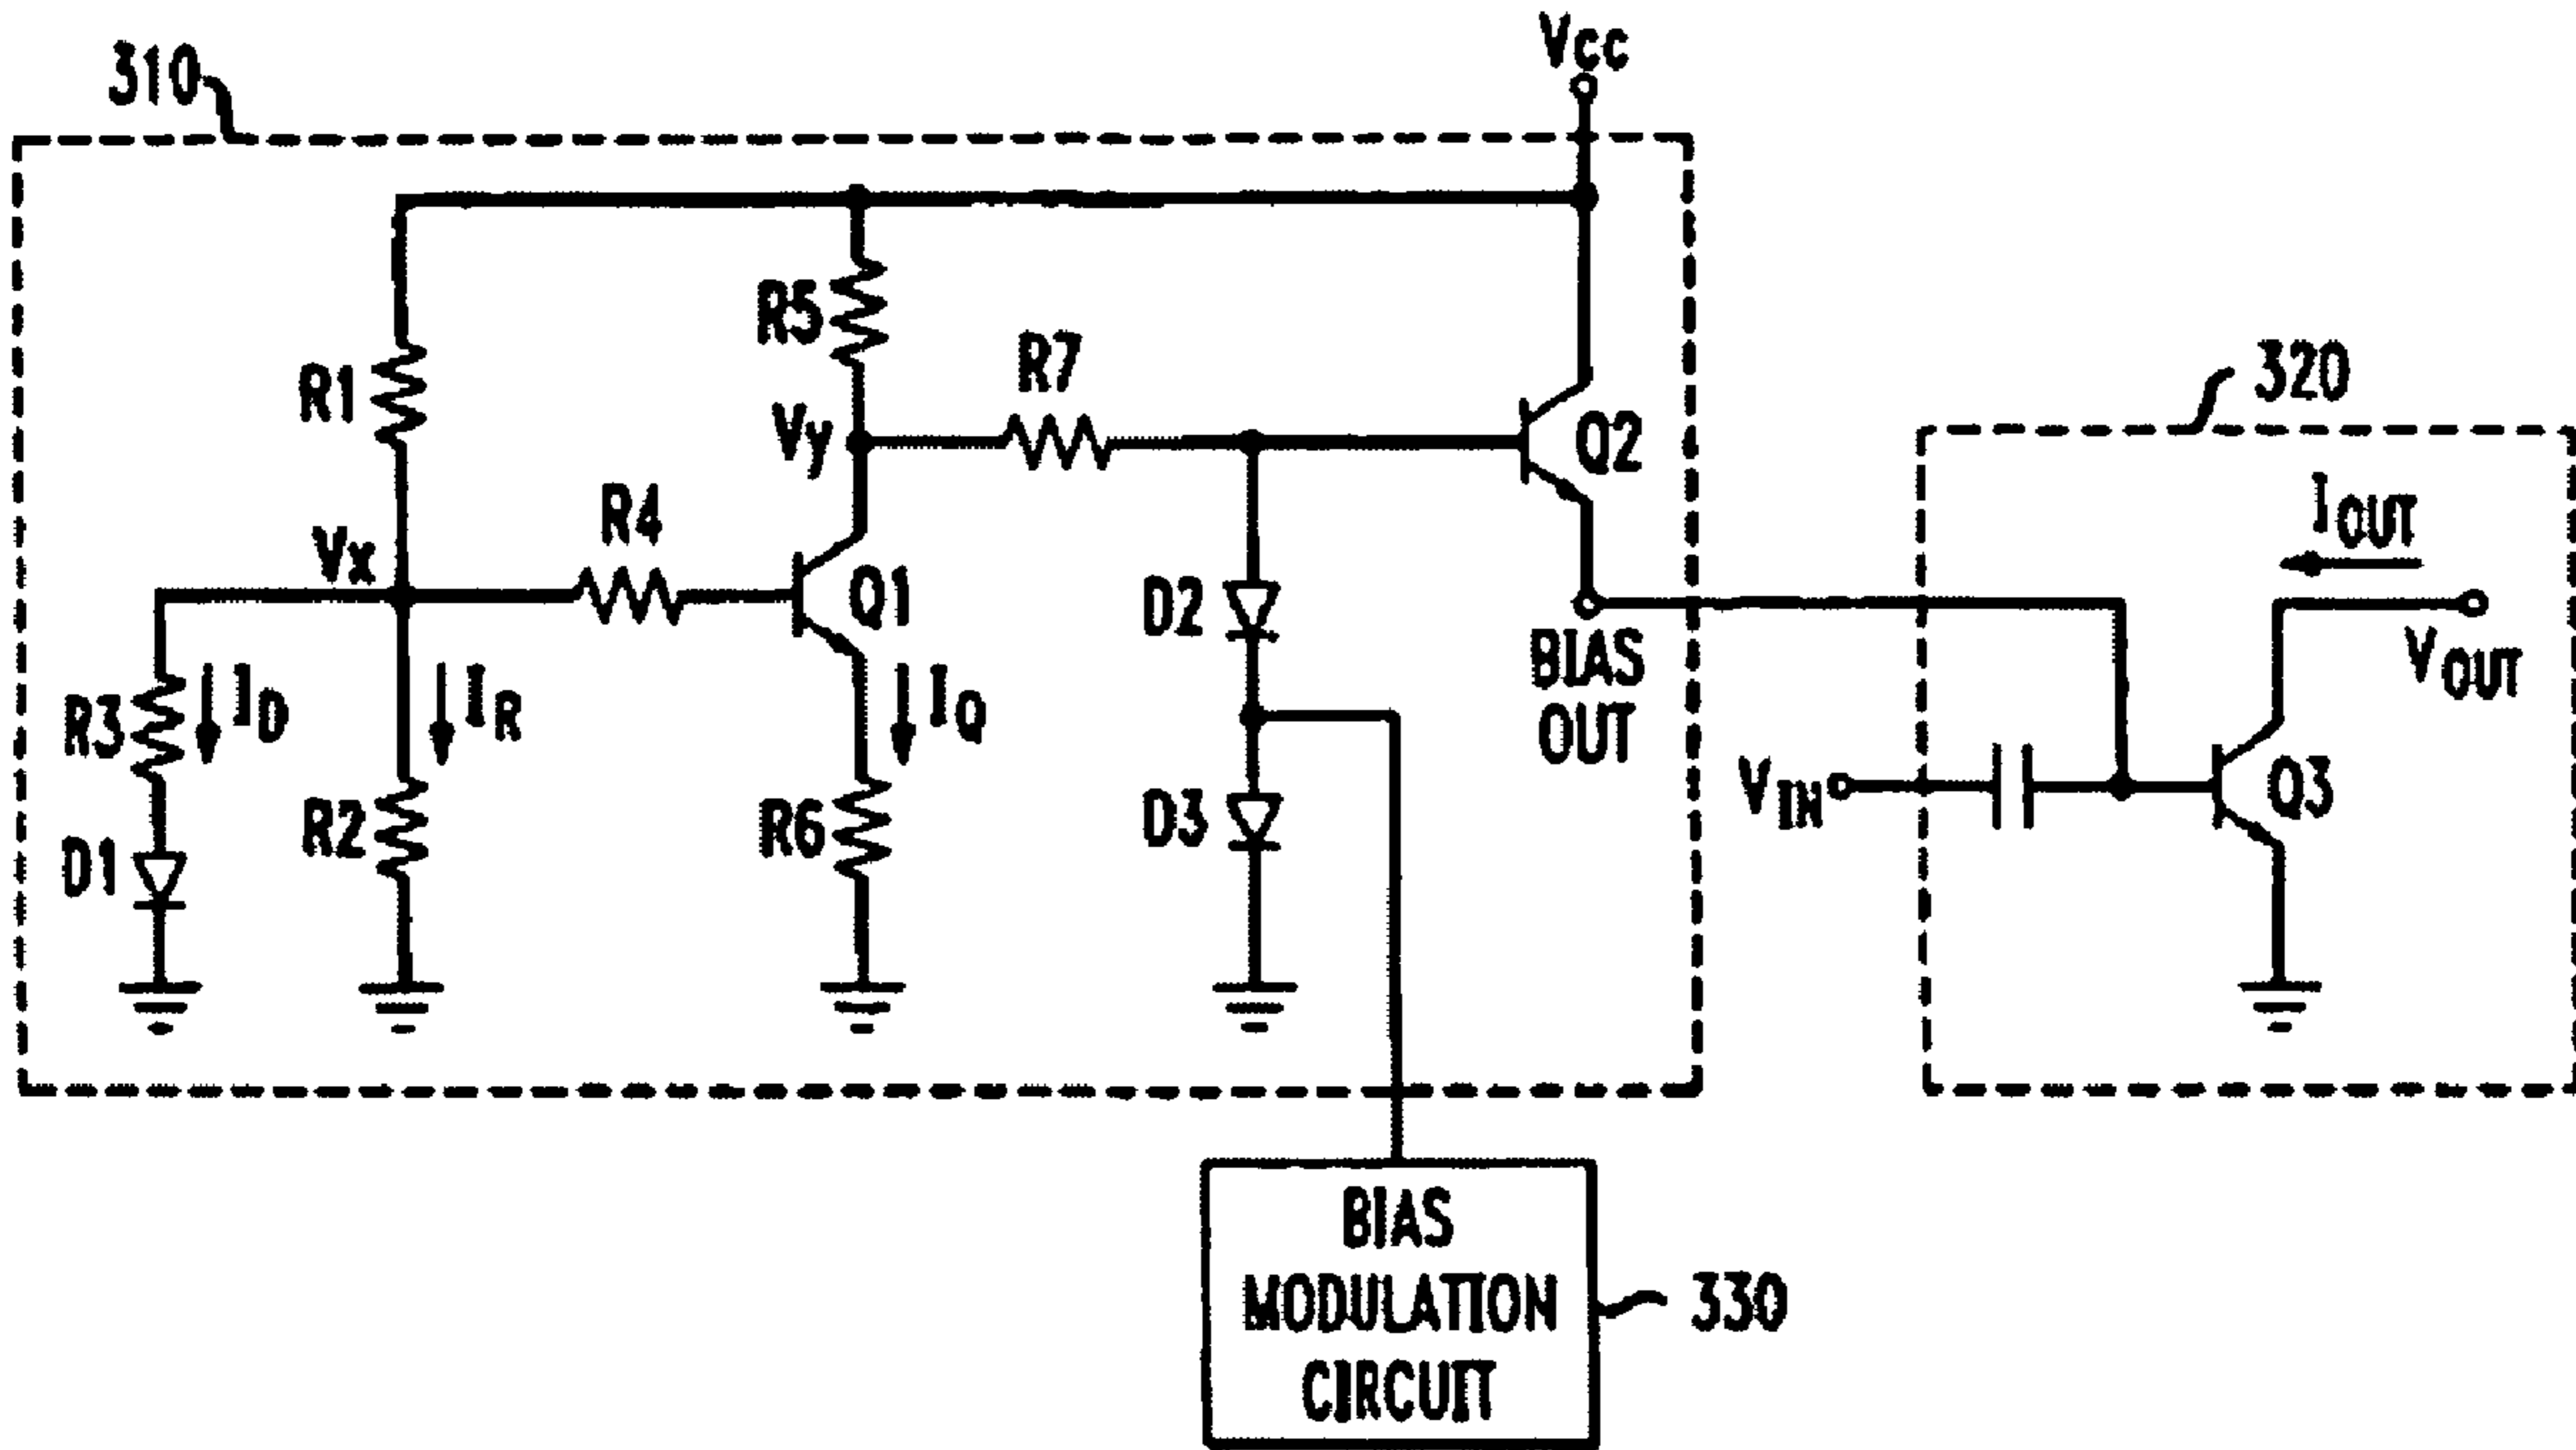 310
Vcc
R5
R7
R1
Vy
Q2
320
IOUT
R4
Vx
Q1
D2
BIAS
OUT
VOUT
R3
ID
IR
IQ
VIN
Q3
D1
R2
R6
D3
BIAS
MODULATION
CIRCUIT
330